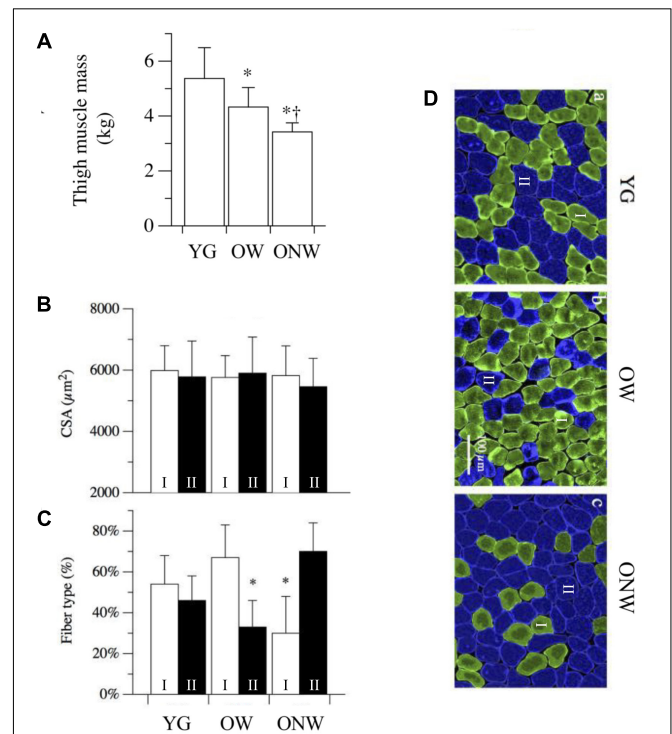 A
Thigh muscle mass
(kg)
6
4
2
0
*
*†
YG OW ONW
B
CSA (µm²)
8000
6000
4000
2000
I II I II I II
C
Fiber type (%)
80%
60%
40%
20%
0%
*
*
I II I II I II
YG OW ONW
D
a
II
I
YG
b
II
I
100 µm
OW
c
II
I
ONW